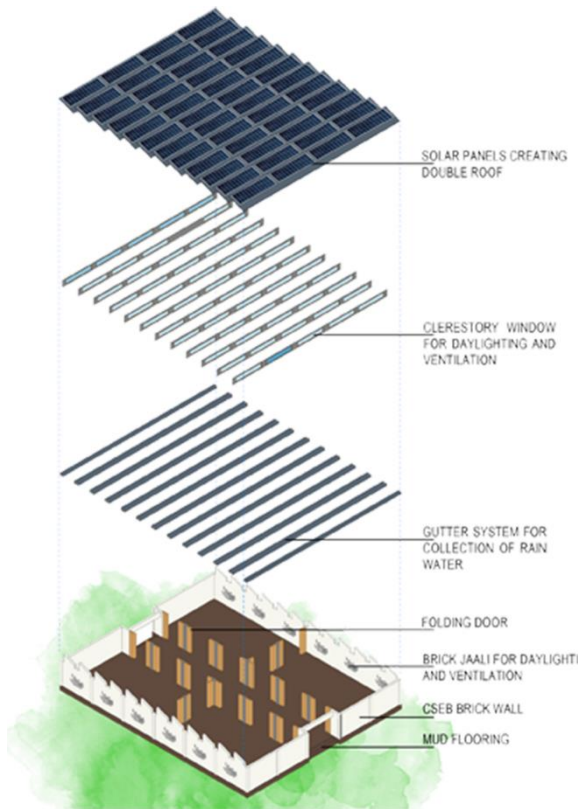 SOLAR PANELS CREATING
DOUBLE ROOF
CLERESTORY WINDOW
FOR DAYLIGHTING AND
VENTILATION
GUTTER SYSTEM FOR
COLLECTION OF RAIN
WATER
FOLDING DOOR
BRICK JAALI FOR DAYLIGHTI
AND VENTILATION
CSEB BRICK WALL
MUD FLOORING